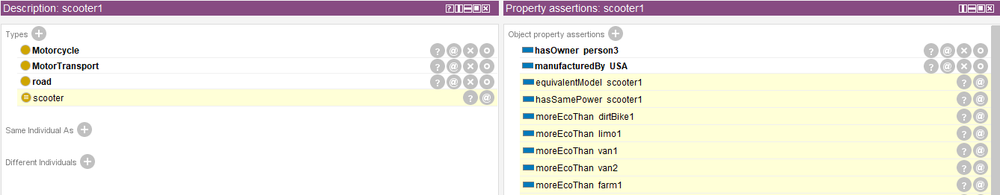 Description: scooter1
Types
Motorcycle
MotorTransport
road
scooter
Same Individual As
Different Individuals
Property assertions: scooter1
Object property assertions
hasOwner person3
manufacturedBy USA
equivalentModel scooter1
hasSamePower scooter1
moreEcoThan dirtBike1
moreEcoThan limo1
moreEcoThan van1
moreEcoThan van2
moreEcoThan farm1